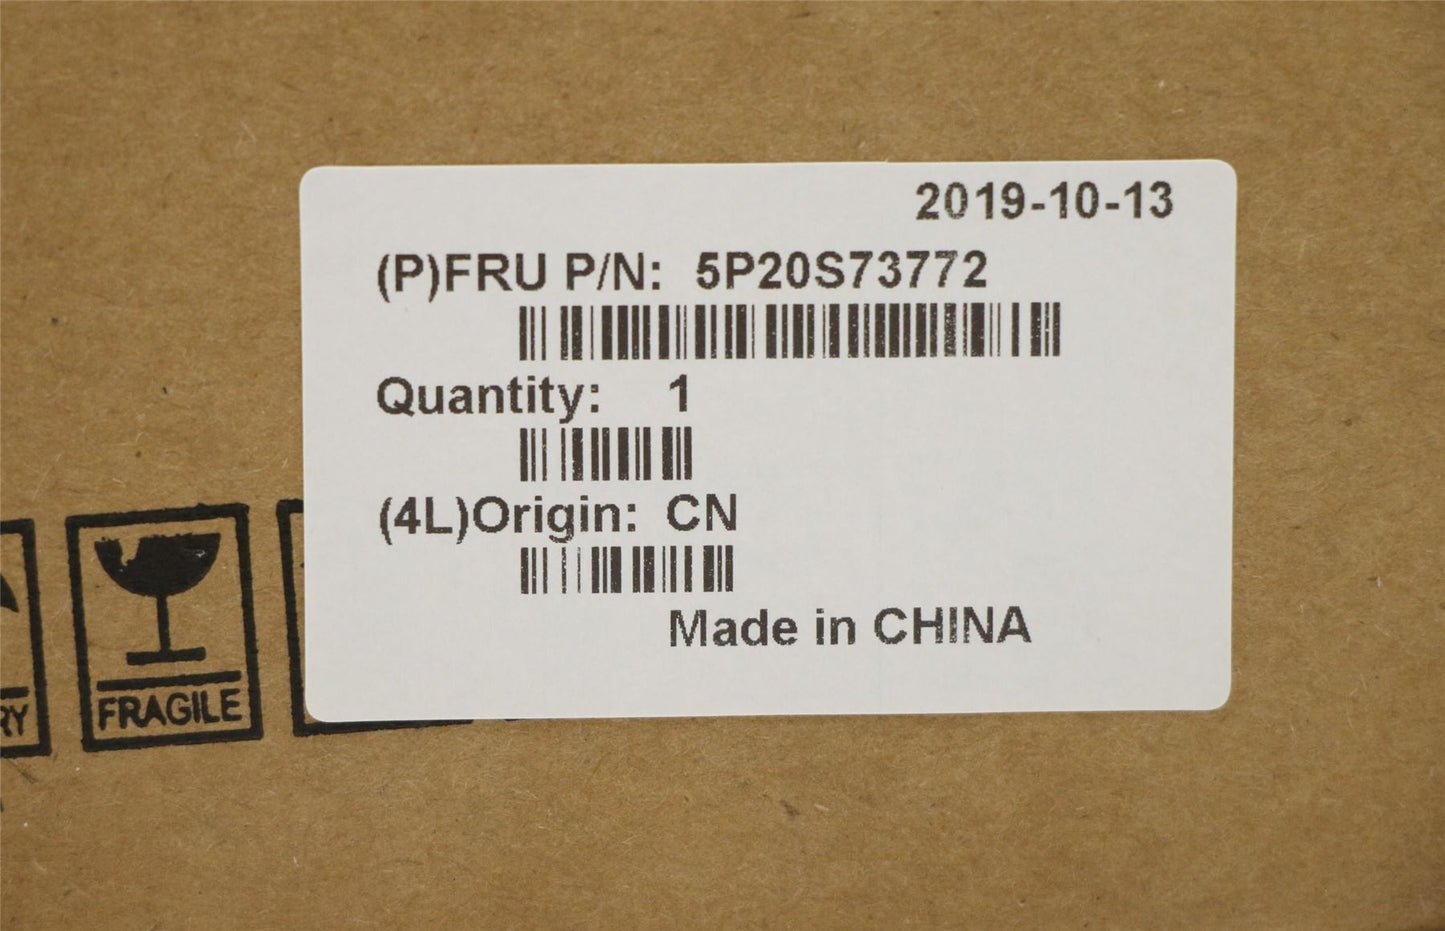 2019-10-13
(P)FRU P/N: 5P20S73772
Quantity: 1
(4L)Origin: CN
Made in CHINA
RY
FRAGILE